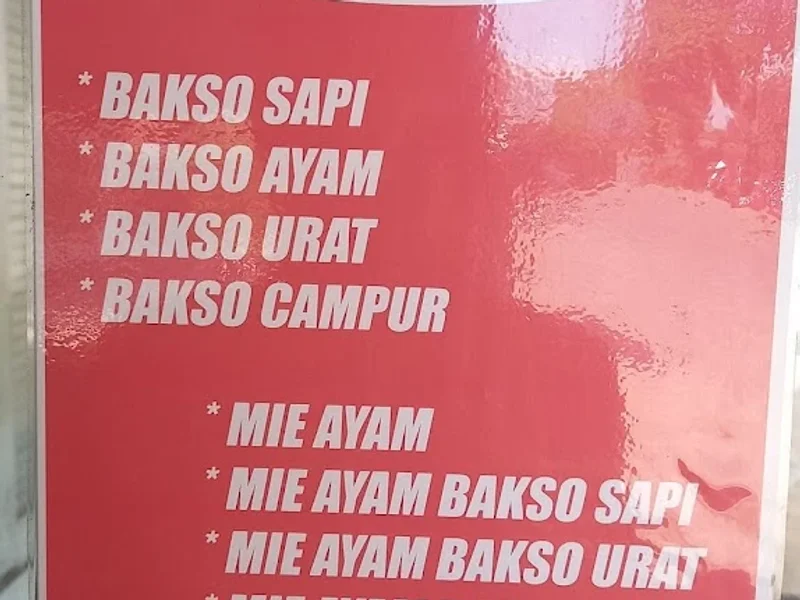 * BAKSO SAPI
* BAKSO AYAM
* BAKSO URAT
* BAKSO CAMPUR
* MIE AYAM
* MIE AYAM BAKSO SAPI
* MIE AYAM BAKSO URAT